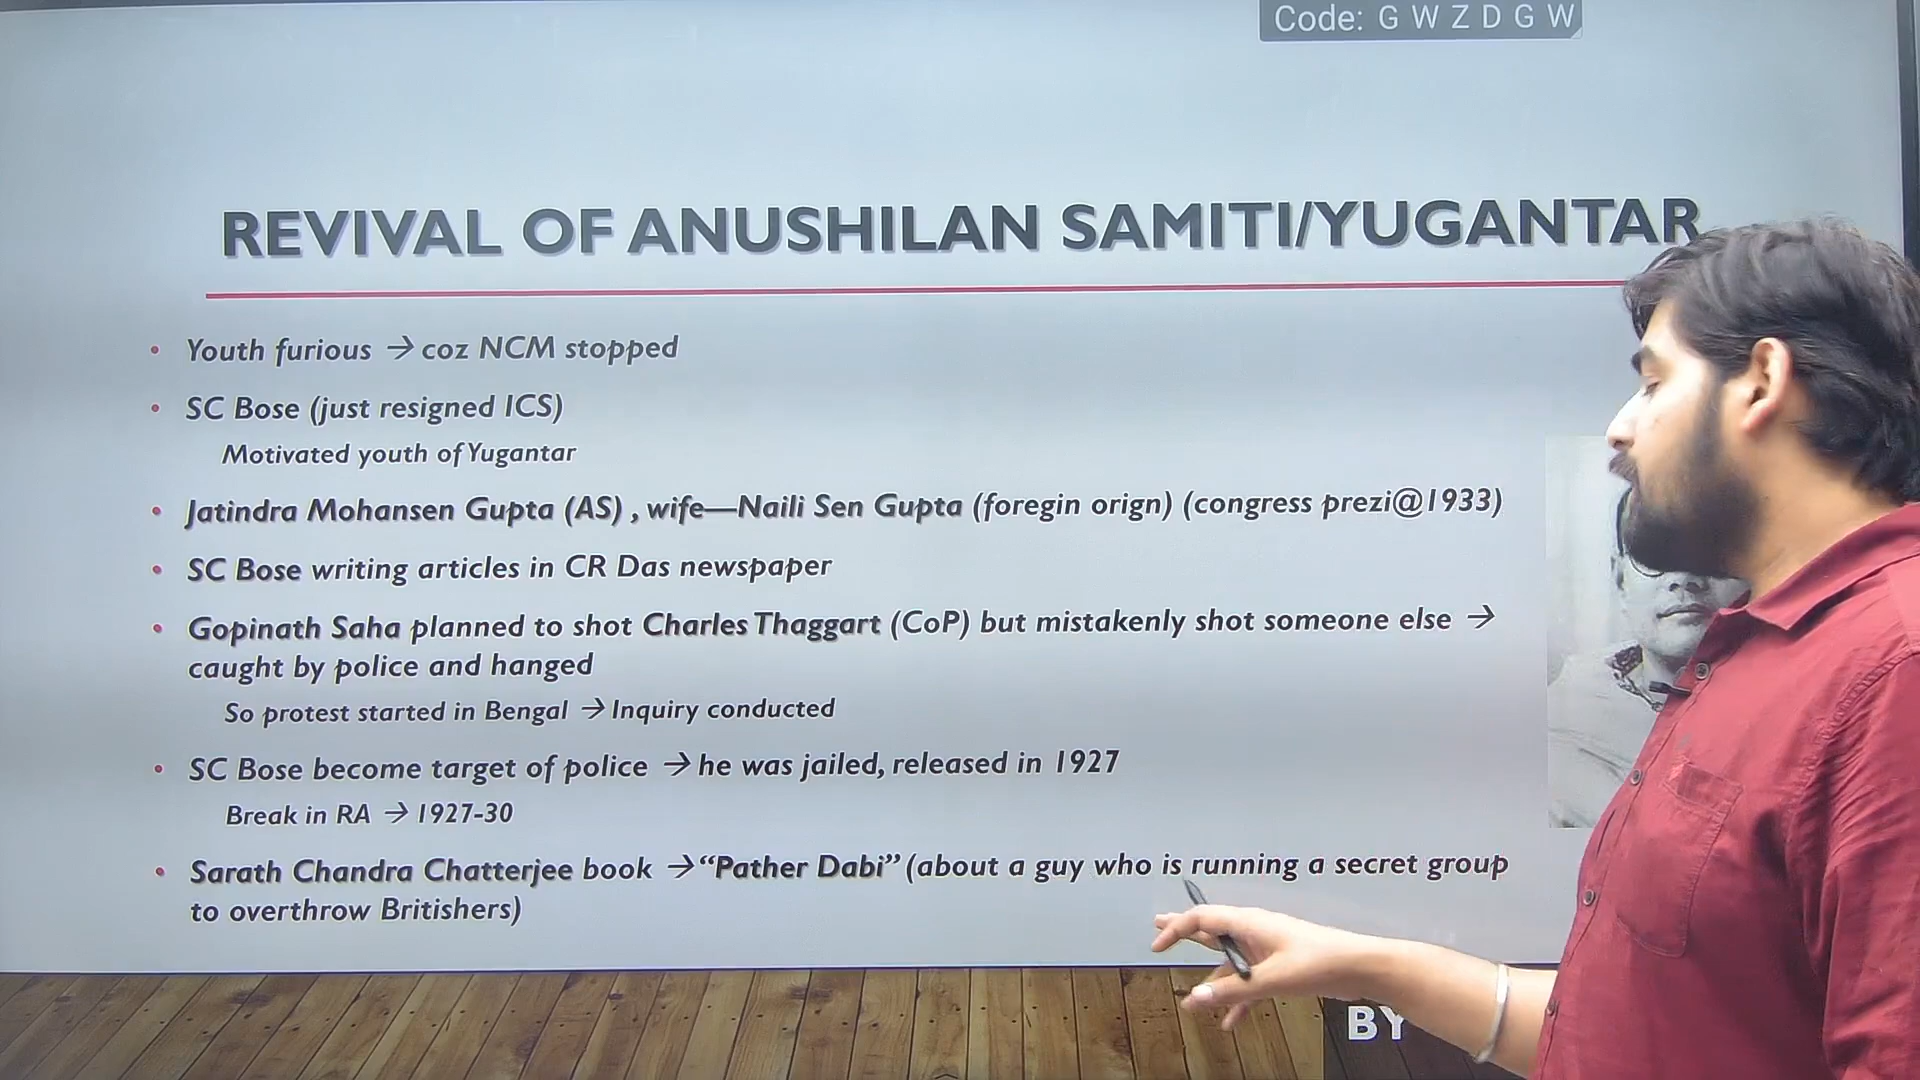 Code: G W Z D G W
REVIVAL OF ANUSHILAN SAMITI/YUGANTAR
• Youth furious → coz NCM stopped
• SC Bose (just resigned ICS)
Motivated youth of Yugantar
• Jatindra Mohansen Gupta (AS) , wife—Naili Sen Gupta (foregin orign) (congress prezi@1933)
• SC Bose writing articles in CR Das newspaper
• Gopinath Saha planned to shot Charles Thaggart (CoP) but mistakenly shot someone else →
caught by police and hanged
So protest started in Bengal → Inquiry conducted
• SC Bose become target of police → he was jailed, released in 1927
Break in RA → 1927-30
• Sarath Chandra Chatterjee book → “Pather Dabi” (about a guy who is running a secret group
to overthrow Britishers)
BY